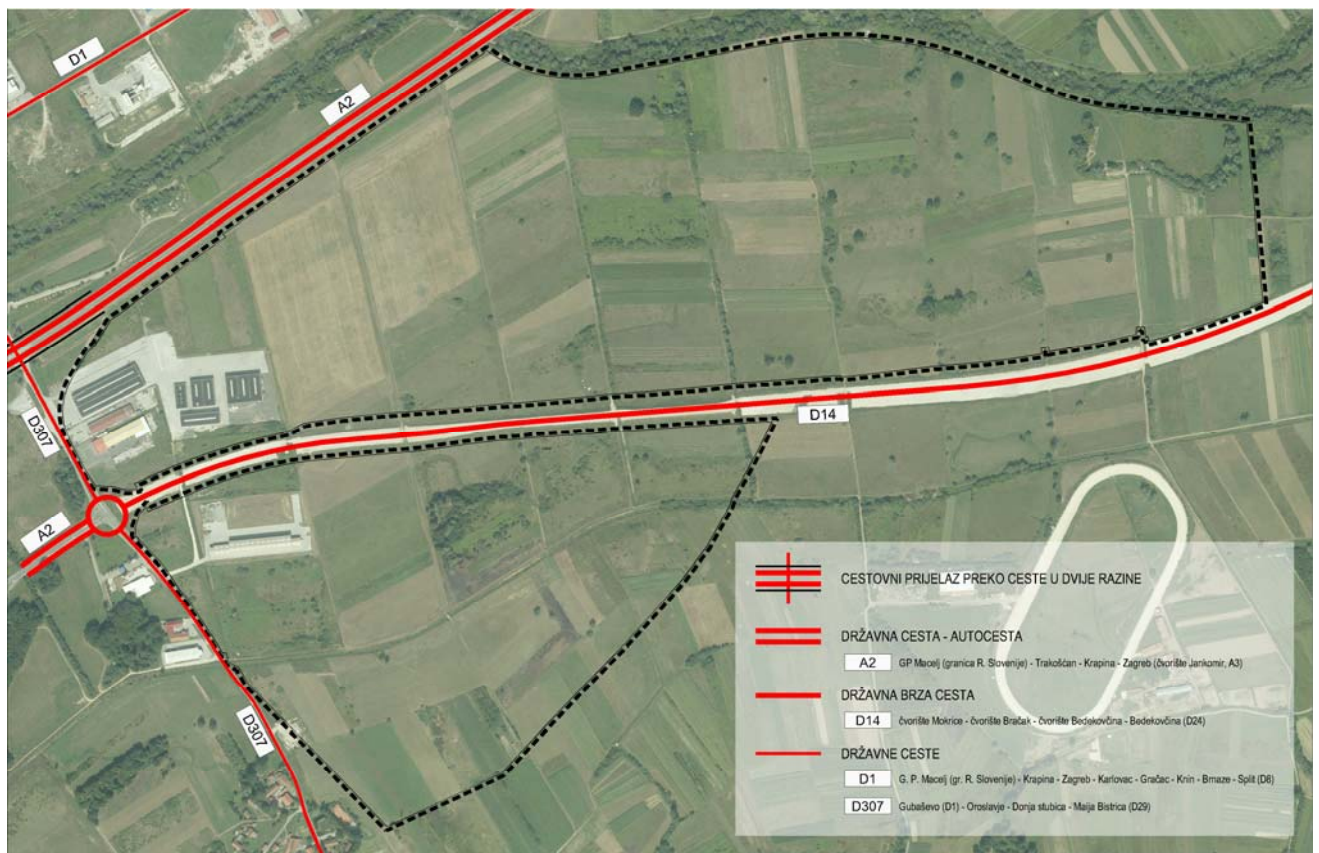 D1
A2
D307
D14
A2
D307
CESTOVNI PRIJELAZ PREKO CESTE U DVIJE RAZINE
DRŽAVNA CESTA - AUTOCESTA
A2 GP Macelj (granica R. Slovenije) - Trakošćan - Krapina - Zagreb (čvorište Jankomir, A3)
DRŽAVNA BRZA CESTA
D14 čvorište Mokrice - čvorište Bračak - čvorište Bedekovčina - Bedekovčina (D24)
DRŽAVNE CESTE
D1 G. P. Macelj (gr. R. Slovenije) - Krapina - Zagreb - Karlovac - Gračac - Knin - Brnaze - Split (D8)
D307 Gubaševo (D1) - Oroslavje - Donja stubica - Marija Bistrica (D29)